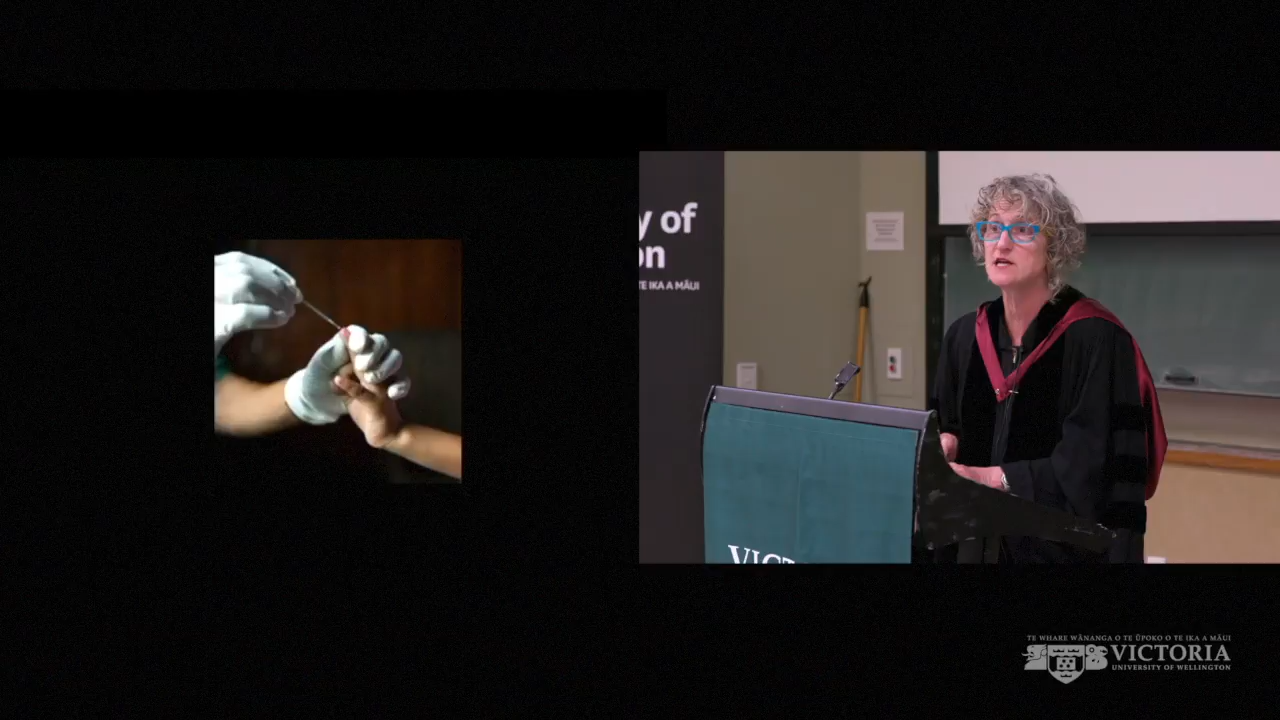 y of
on
TE IKA A MĀUI
VICT
TE WHARE WĀNANGA O TE ŪPOKO O TE IKA A MĀUI
VICTORIA
UNIVERSITY OF WELLINGTON